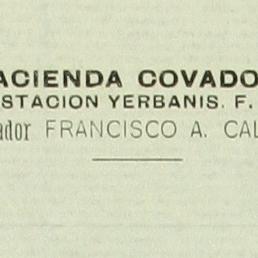 ACIENDA COVADO
STACION YERBANIS. F.
ador FRANCISCO A. CAL